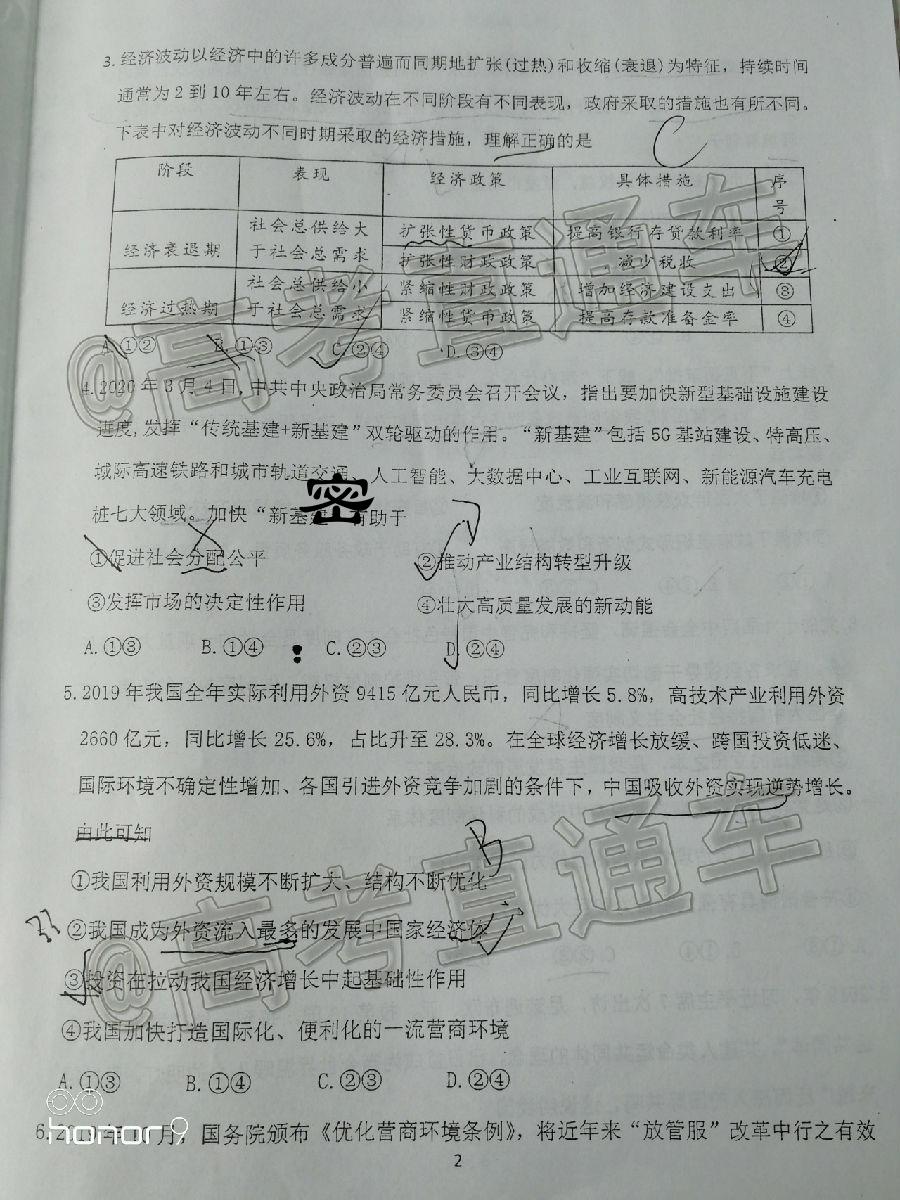 3. 经济波动以经济中的许多成分普遍而同期地扩张(过热)和收缩(衰退)为特征，持续时间
通常为2到10年左右。经济波动在不同阶段有不同表现，政府采取的措施也有所不同。
下表中对经济波动不同时期采取的经济措施，理解正确的是
C
阶段 表现 经济政策 具体措施 序号
经济衰退期 社会总供给大于社会总需求 扩张性货币政策 提高银行存贷款利率 ①
扩张性财政政策 减少税收 ②
经济过热期 社会总供给小于社会总需求 紧缩性财政政策 增加经济建设支出 ③
紧缩性货币政策 提高存款准备金率 ④
A.①② B.①③ C.②④ D.③④
4.2020年3月4日，中共中央政治局常务委员会召开会议，指出要加快新型基础设施建设
进度，发挥“传统基建+新基建”双轮驱动的作用。“新基建”包括5G基站建设、特高压、
城际高速铁路和城市轨道交通、人工智能、大数据中心、工业互联网、新能源汽车充电
桩七大领域。加快“新基建”有助于
密
①促进社会分配公平 ②推动产业结构转型升级
③发挥市场的决定性作用 ④壮大高质量发展的新动能
A.①③ B.①④ C.②③ D.②④
5.2019年我国全年实际利用外资9415亿元人民币，同比增长5.8%，高技术产业利用外资
2660亿元，同比增长25.6%，占比升至28.3%。在全球经济增长放缓、跨国投资低迷、
国际环境不确定性增加、各国引进外资竞争加剧的条件下，中国吸收外资实现逆势增长。
由此可知
B
①我国利用外资规模不断扩大、结构不断优化
②我国成为外资流入最多的发展中国家经济体
③投资在拉动我国经济增长中起基础性作用
④我国加快打造国际化、便利化的一流营商环境
A.①③ B.①④ C.②③ D.②④
6.2019年10月，国务院颁布《优化营商环境条例》，将近年来“放管服”改革中行之有效
2
@高考直通车
@高考直通车
honor9